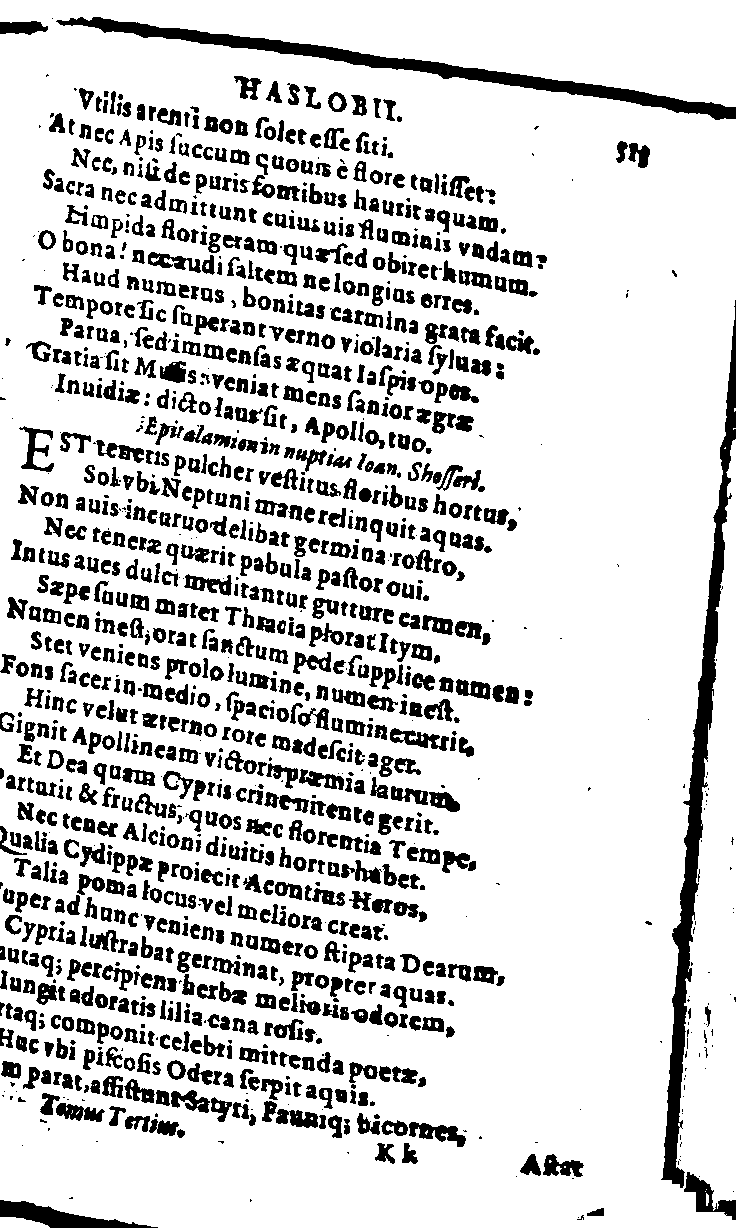 HASLOBII.
Vtilis arenti non ſolet eſſe ſiti.
At nec Apis ſuccum quouis è flore tuliſſet:
Nec, niſi de puris fontibus haurit aquam.
Sacra nec admittunt cuiusuis fluminis vndam?
Limpida florigeram quæ ſed obiret humum.
O bona! nec audi ſaltem ne longius erres.
Haud numerus, bonitas carmina grata facit.
Tempore ſic ſuperant verno violaria ſyluas:
Parua, ſed immenſas æquat Iaſpis opes.
Gratia ſit Muſis: veniat mens ſanior ægræ
Inuidiæ: dicto laus ſit, Apollo, tuo.
Epitalamion in nuptias Ioan. Shoſſerl.
EST teneris pulcher veſtitus floribus hortus,
Sol vbi Neptuni mane relinquit aquas.
Non auis incuruo delibat germina roſtro,
Nec teneræ quærit pabula paſtor oui.
Intus aues dulci meditantur gutture carmen,
Sæpe ſuum mater Thracia plorat Itym.
Numen ineſt, orat ſanctum pede ſupplice numen:
Stet veniens prolo lumine, numen ineſt.
Fons ſacer in medio, ſpacioſo flumine currit,
Hinc velut æterno rore madeſcit ager.
Gignit Apollineam victoris præmia laurum,
Et Dea quam Cypris crine nitente gerit.
Parturit & fructus, quos nec florentia Tempe,
Nec tener Alcioni diuitis hortus habet.
Qualia Cydippæ proiecit Acontius Heros,
Talia poma locus vel meliora creat.
uper ad hunc veniens numero ſtipata Dearum,
Cypria luſtrabat germinat, propter aquas.
autaq; percipiens herbæ melioris odorem,
Iungit adoratis lilia cana roſis.
rtaq; componit celebri mittenda poetæ,
Huc vbi piſcoſis Odera ſerpit aquis.
m parat, aſſiſtunt Satyri, Fauniq; bicornes,
Tomus Tertius.
K k
Aſtat